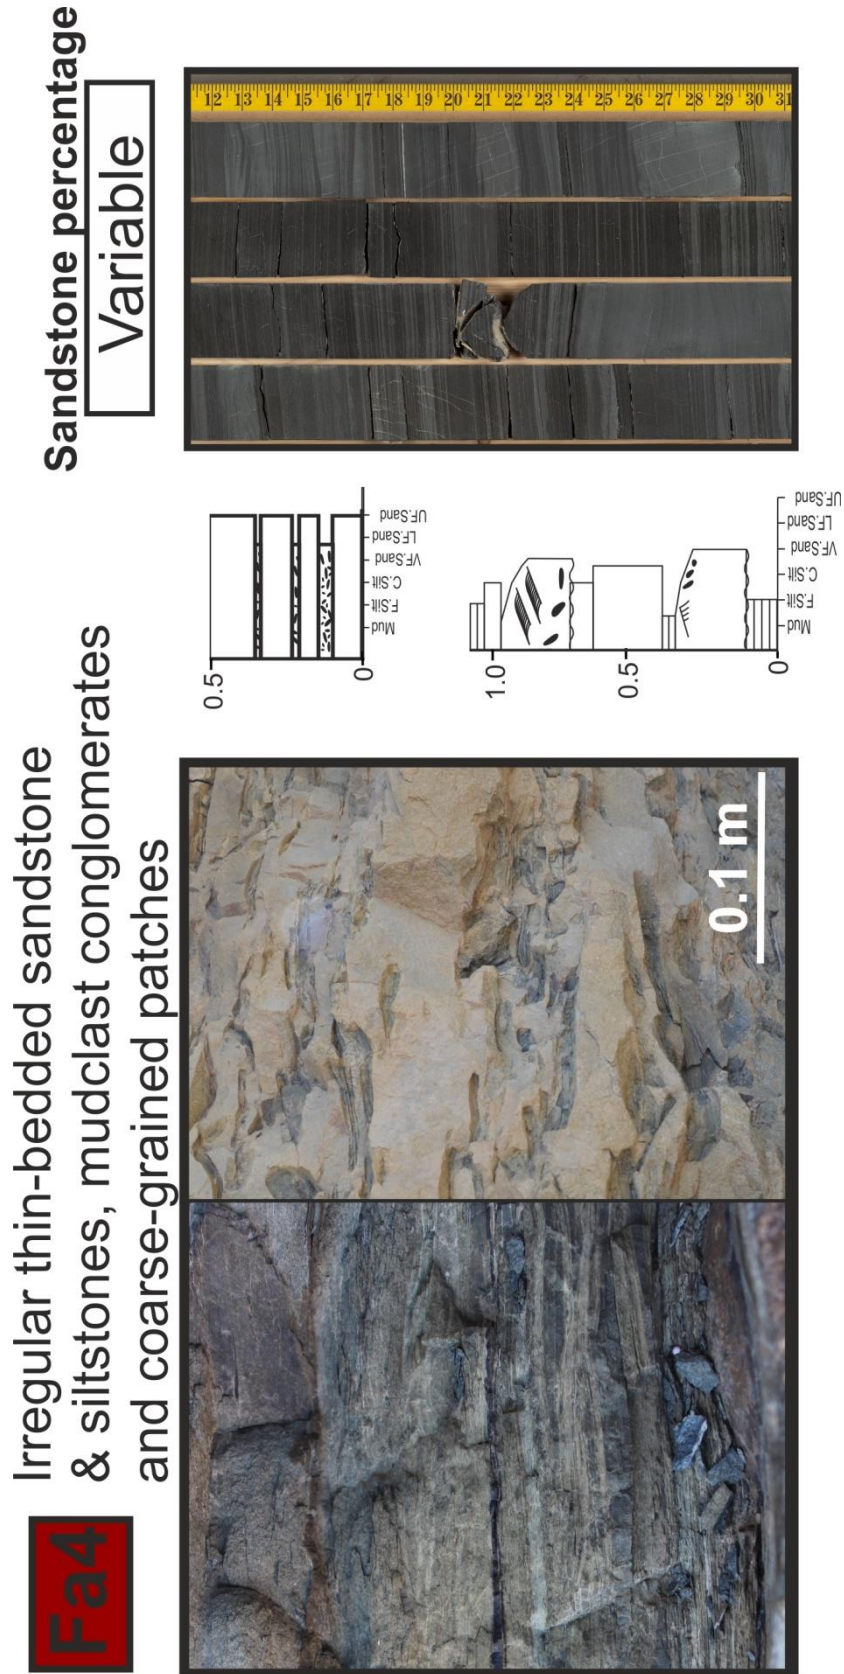 Fa4
Irregular thin-bedded sandstone
& siltstones, mudclast conglomerates
and coarse-grained patches
Sandstone percentage
Variable
0.1 m
0.5
0
Mud
F.Silt
C.Silt
VF.Sand
LF.Sand
UF.Sand
1.0
0.5
0
Mud
F.Silt
C.Silt
VF.Sand
LF.Sand
UF.Sand
12 13 14 15 16 17 18 19 20 21 22 23 24 25 26 27 28 29 30 31